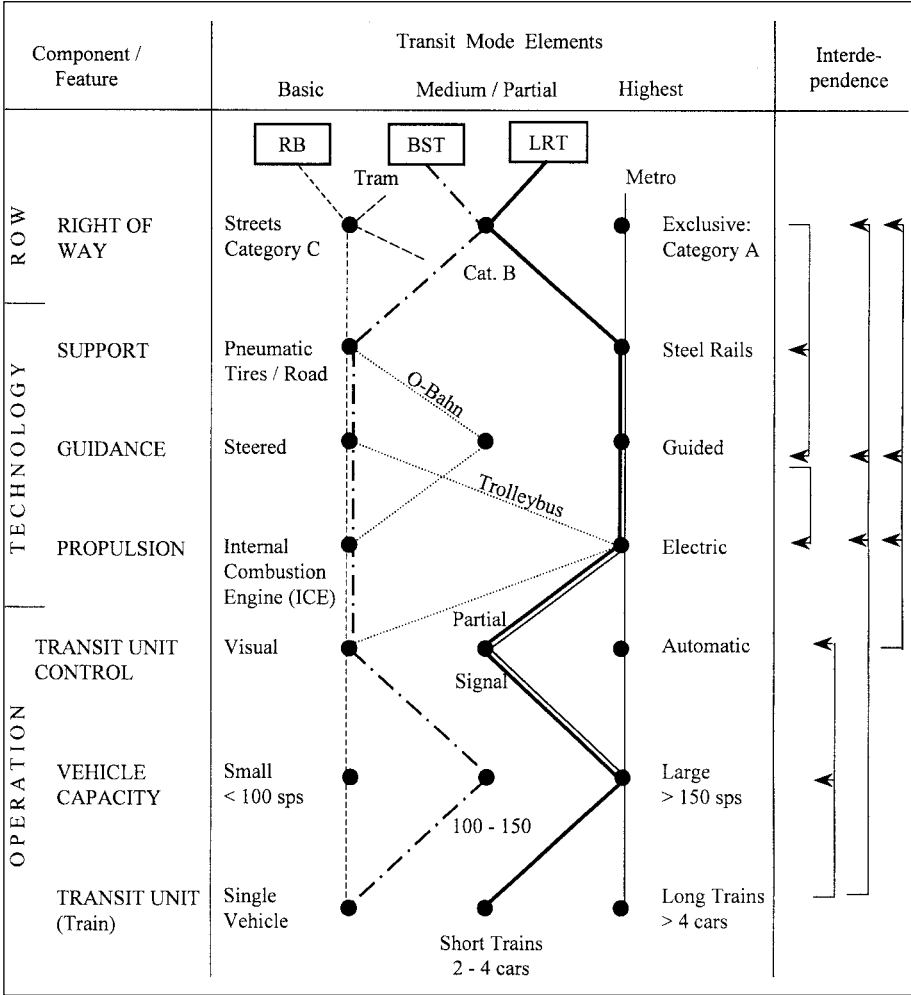 Component /
Feature
Transit Mode Elements
Basic
Medium / Partial
Highest
Interde-
pendence
RB
BST
LRT
Tram
Metro
ROW
RIGHT OF
WAY
Streets
Category C
Cat. B
Exclusive:
Category A
TECHNOLOGY
SUPPORT
Pneumatic
Tires / Road
Steel Rails
O-Bahn
GUIDANCE
Steered
Guided
Trolleybus
PROPULSION
Internal
Combustion
Engine (ICE)
Electric
OPERATION
TRANSIT UNIT
CONTROL
Visual
Partial
Signal
Automatic
VEHICLE
CAPACITY
Small
< 100 sps
100 - 150
Large
> 150 sps
TRANSIT UNIT
(Train)
Single
Vehicle
Short Trains
2 - 4 cars
Long Trains
> 4 cars